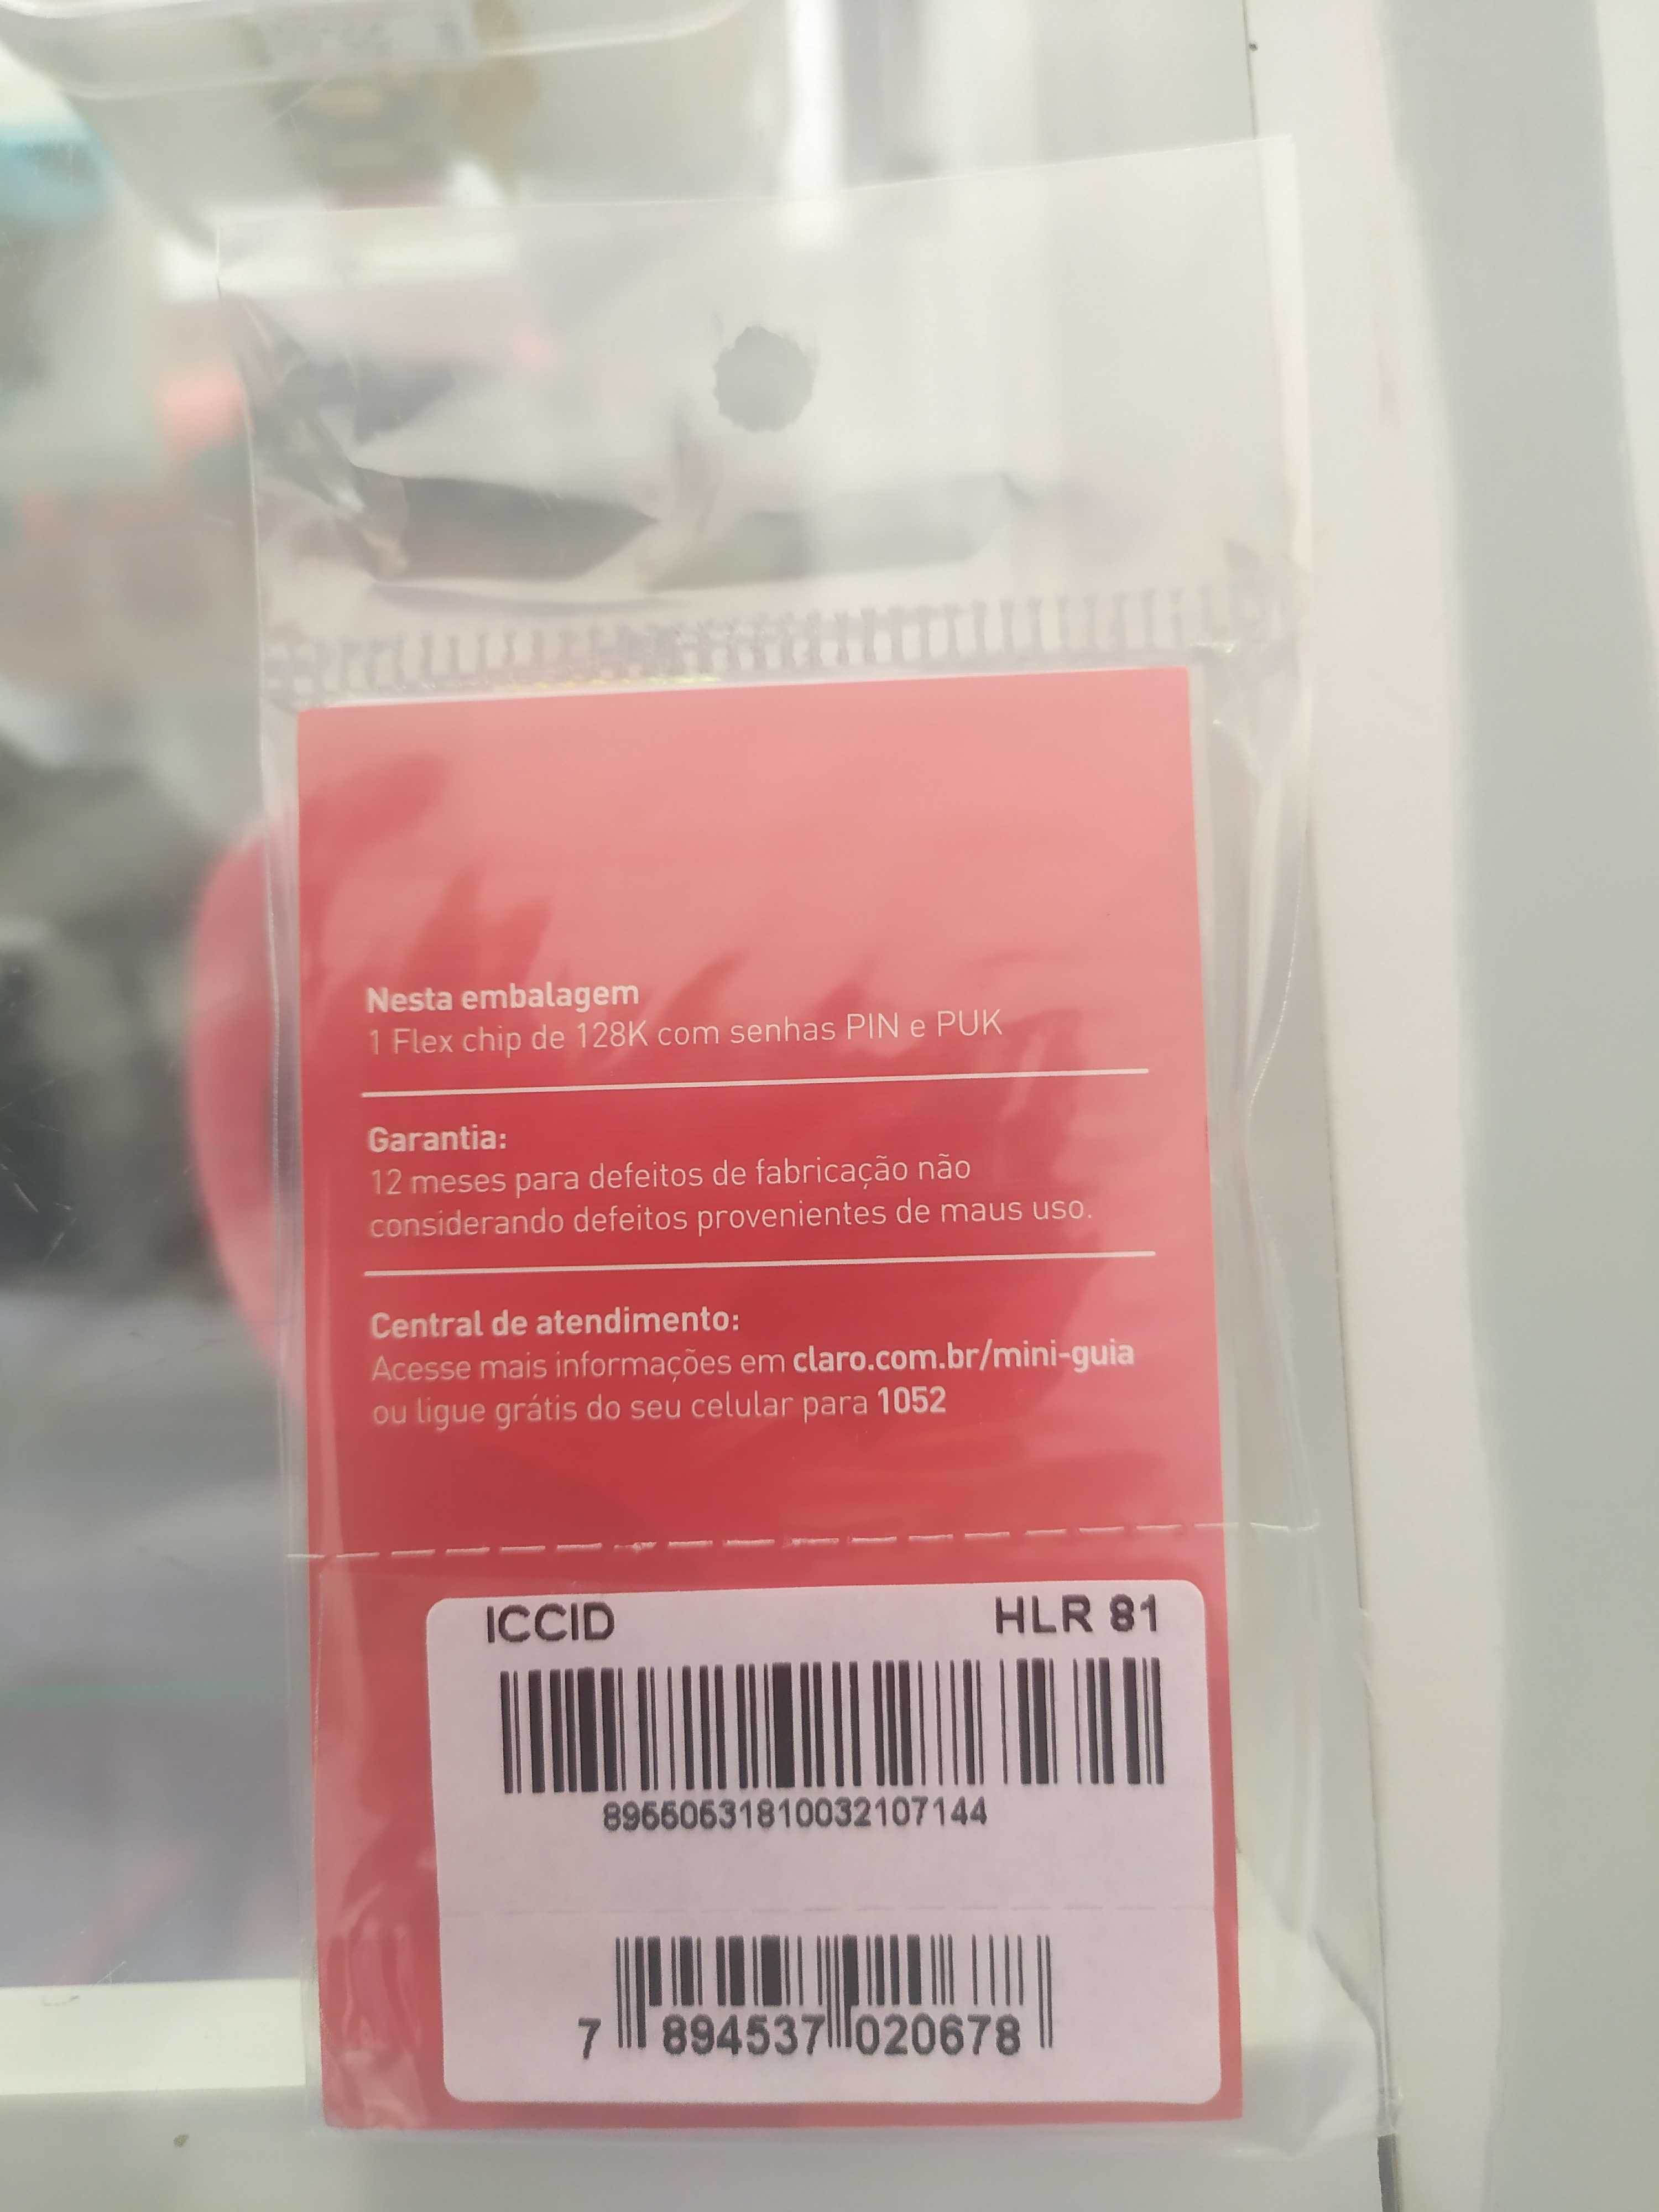 Nesta embalagem
1 Flex chip de 128K com senhas PIN e PUK
Garantia:
12 meses para defeitos de fabricação não
considerando defeitos provenientes de maus uso.
Central de atendimento:
Acesse mais informações em claro.com.br/mini-guia
ou ligue grátis do seu celular para 1052
ICCID HLR 81
89550531810032107144
7 894537 020678